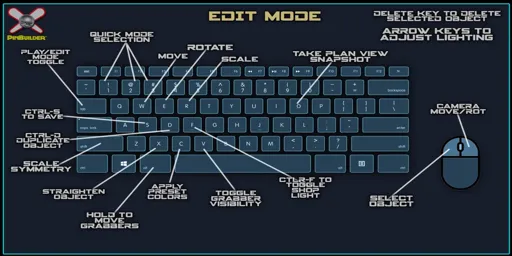 EDIT MODE
DELETE KEY TO DELETE
SELECTED OBJECT
ARROW KEYS TO
ADJUST LIGHTING
PINBUILDER
QUICK MODE
SELECTION
PLAY/EDIT
MODE
TOGGLE
MOVE
ROTATE
SCALE
TAKE PLAN VIEW
SNAPSHOT
CTRL-S
TO SAVE
CTRL-D
DUPLICATE
OBJECT
SCALE
SYMMETRY
STRAIGHTEN
OBJECT
HOLD TO
MOVE
GRABBERS
APPLY
PRESET
COLORS
TOGGLE
GRABBER
VISIBILITY
CTLR-F TO
TOGGLE
SHOP
LIGHT
CAMERA
MOVE/ROT
SELECT
OBJECT